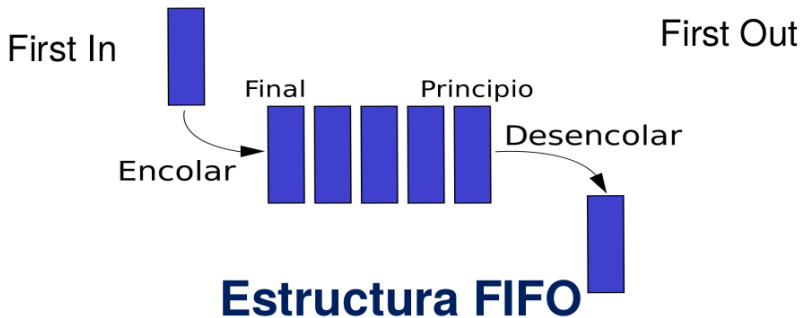 First In
First Out
Final
Principio
Desencolar
Encolar
Estructura FIFO